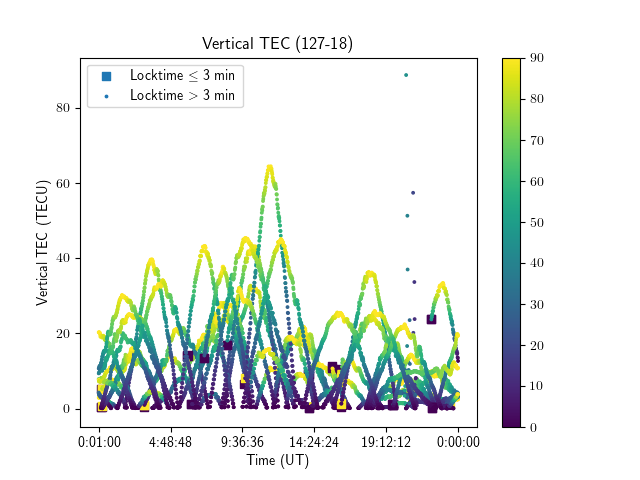 Vertical TEC (127-18)
Locktime ≤ 3 min
Locktime > 3 min
Vertical TEC (TECU)
80
60
40
20
0
0:01:00 4:48:48 9:36:36 14:24:24 19:12:12 0:00:00
Time (UT)
90
80
70
60
50
40
30
20
10
0